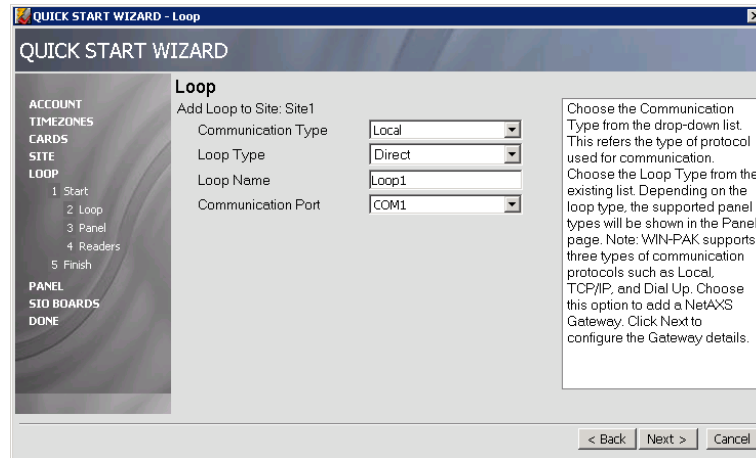 QUICK START WIZARD - Loop
QUICK START WIZARD
ACCOUNT
TIMEZONES
CARDS
SITE
LOOP
1 Start
2 Loop
3 Panel
4 Readers
5 Finish
PANEL
SIO BOARDS
DONE
Loop
Add Loop to Site: Site1
Communication Type Local
Loop Type Direct
Loop Name Loop1
Communication Port COM1
Choose the Communication
Type from the drop-down list.
This refers the type of protocol
used for communication.
Choose the Loop Type from the
existing list. Depending on the
loop type, the supported panel
types will be shown in the Panel
page. Note: WIN-PAK supports
three types of communication
protocols such as Local,
TCP/IP, and Dial Up. Choose
this option to add a NetAXS
Gateway. Click Next to
configure the Gateway details.
< Back Next > Cancel